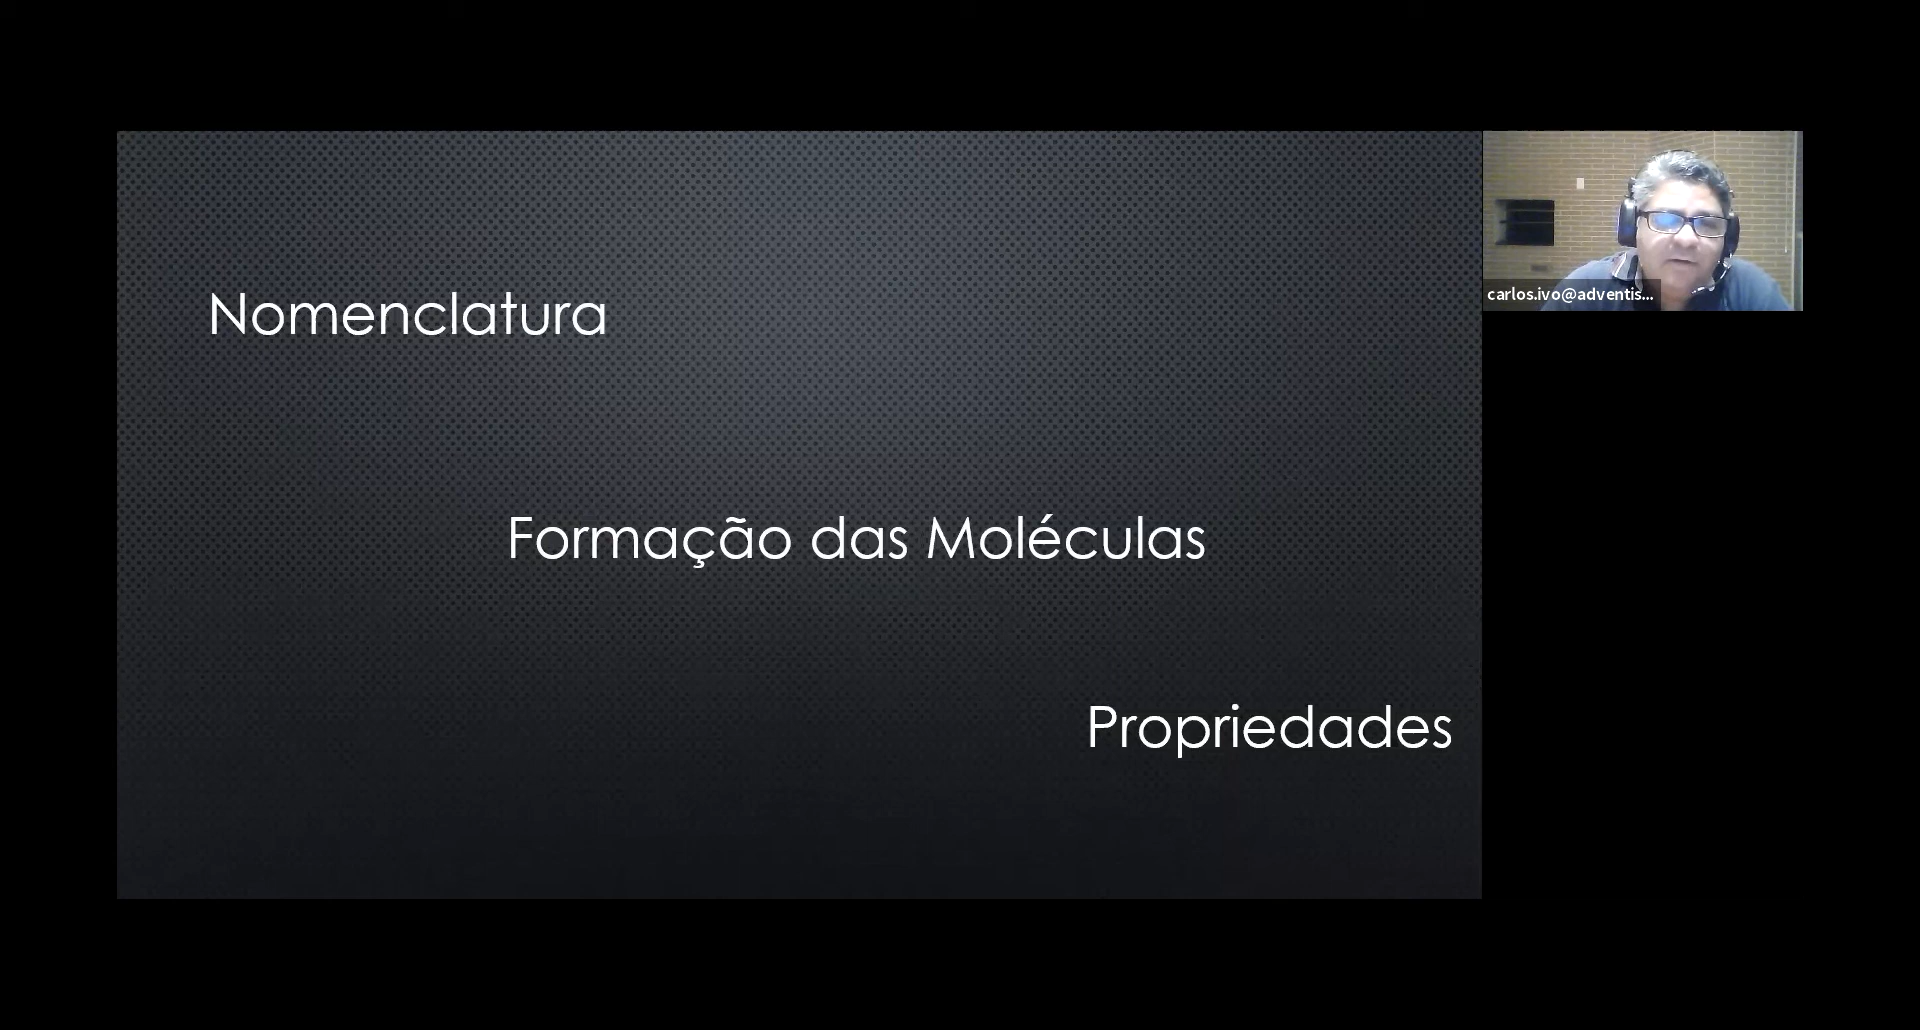 carlos.ivo@adventis...
Nomenclatura
Formação das Moléculas
Propriedades